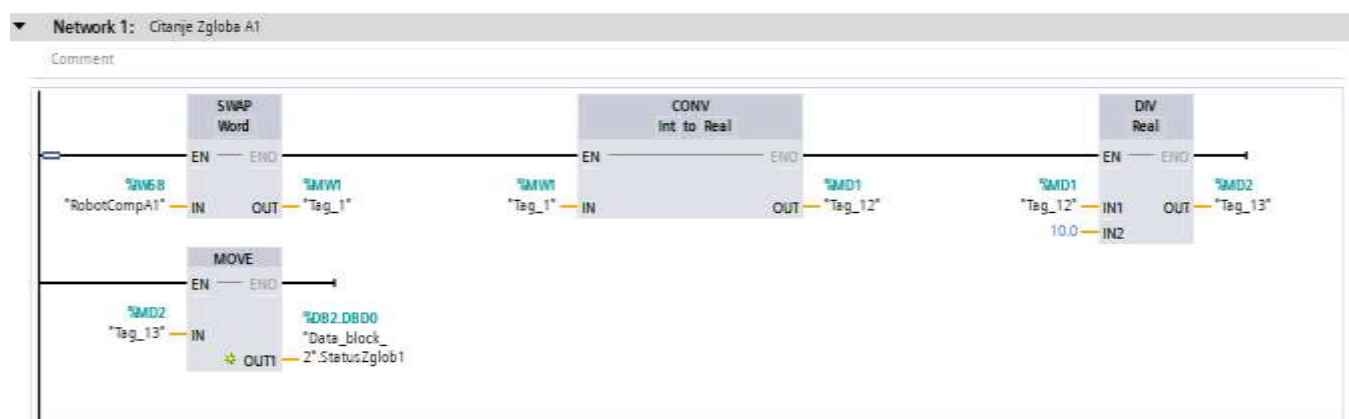 Network 1: Citanje Zgloba A1
Comment
SWAP
Word
CONV
Int to Real
DIV
Real
EN ENO
EN ENO
EN ENO
%IW68
"RobotCompA1"
IN
OUT
%MW1
"Tag_1"
%MW1
"Tag_1"
IN
OUT
%MD1
"Tag_12"
%MD1
"Tag_12"
IN1
OUT
%MD2
"Tag_13"
10.0
IN2
MOVE
EN ENO
%MD2
"Tag_13"
IN
OUT1
%DB2.DBD0
"Data_block_
2".StatusZglob1